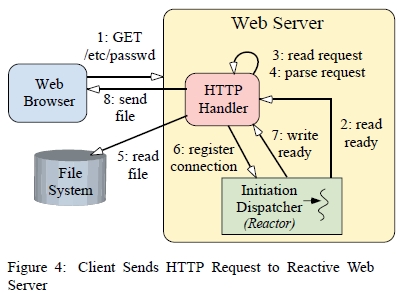 Web Server
1: GET
/etc/passwd
3: read request
4: parse request
Web
Browser
HTTP
Handler
8: send
file
2: read
ready
7: write
ready
5: read
file
6: register
connection
File
System
Initiation
Dispatcher
(Reactor)
Figure 4: Client Sends HTTP Request to Reactive Web
Server